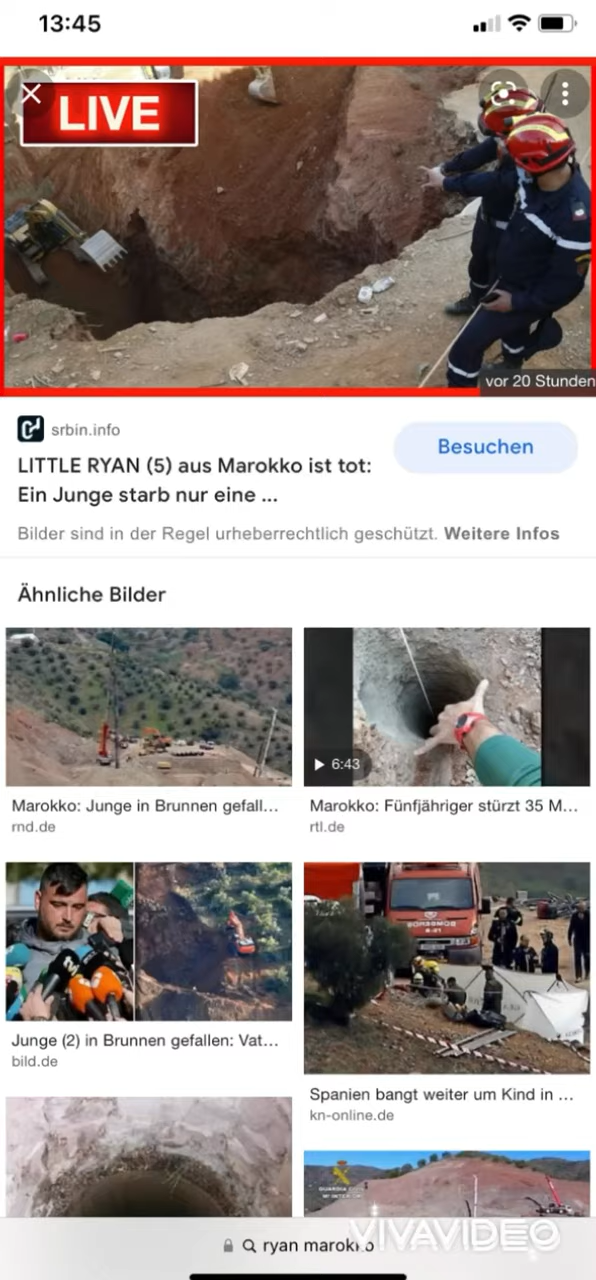 13:45
LIVE
vor 20 Stunden
srbin.info
Besuchen
LITTLE RYAN (5) aus Marokko ist tot:
Ein Junge starb nur eine ...
Bilder sind in der Regel urheberrechtlich geschützt. Weitere Infos
Ähnliche Bilder
6:43
Marokko: Junge in Brunnen gefall...
rnd.de
Marokko: Fünfjähriger stürzt 35 M...
rtl.de
BOMBEROS
Junge (2) in Brunnen gefallen: Vat...
bild.de
Spanien bangt weiter um Kind in ...
kn-online.de
GUARDIA CIVIL
ryan marokko
VIVAVIDEO